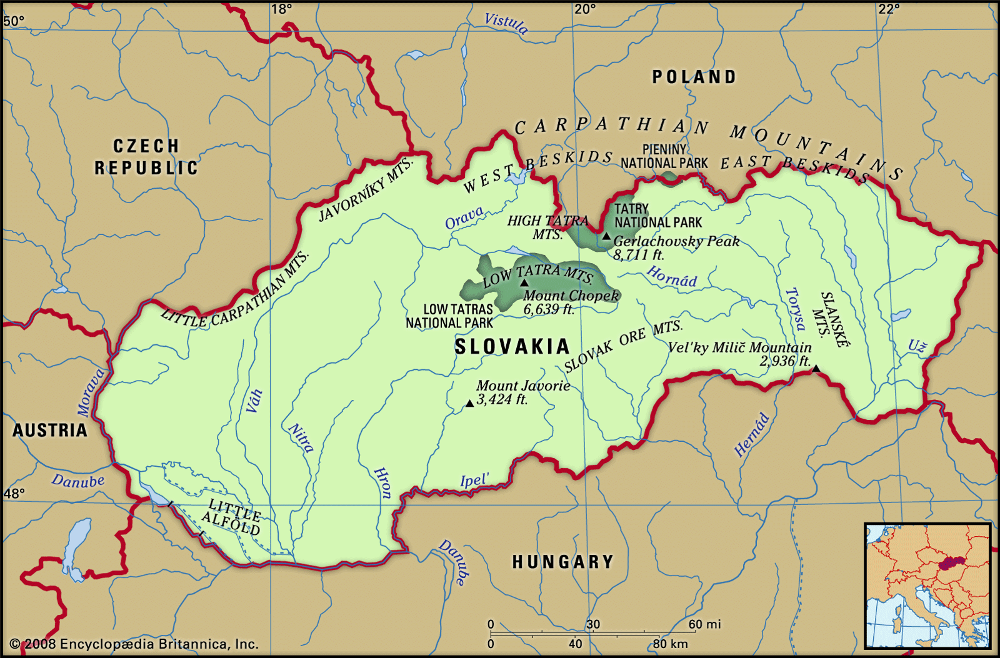 18°
20°
22°
50°
Vistula
POLAND
CARPATHIAN MOUNTAINS
CZECH
REPUBLIC
PIENINY
NATIONAL PARK
WEST BESKIDS
EAST BESKIDS
JAVORNÍKY MTS.
Orava
HIGH TATRA
MTS.
TATRY
NATIONAL PARK
Gerlachovsky Peak
8,711 ft.
LITTLE CARPATHIAN MTS.
LOW TATRA MTS.
Mount Chopek
6,639 ft.
Hornád
LOW TATRAS
NATIONAL PARK
Torysa
SLANSKÉ
MTS.
SLOVAKIA
SLOVAK ORE MTS.
Vel'ky Milič Mountain
2,936 ft.
Už
Morava
Váh
Mount Javorie
3,424 ft.
AUSTRIA
Nitra
Hernád
Danube
Hron
Ipel'
48°
LITTLE
ALFÖLD
Danube
HUNGARY
0 30 60 mi
0 40 80 km
© 2008 Encyclopædia Britannica, Inc.